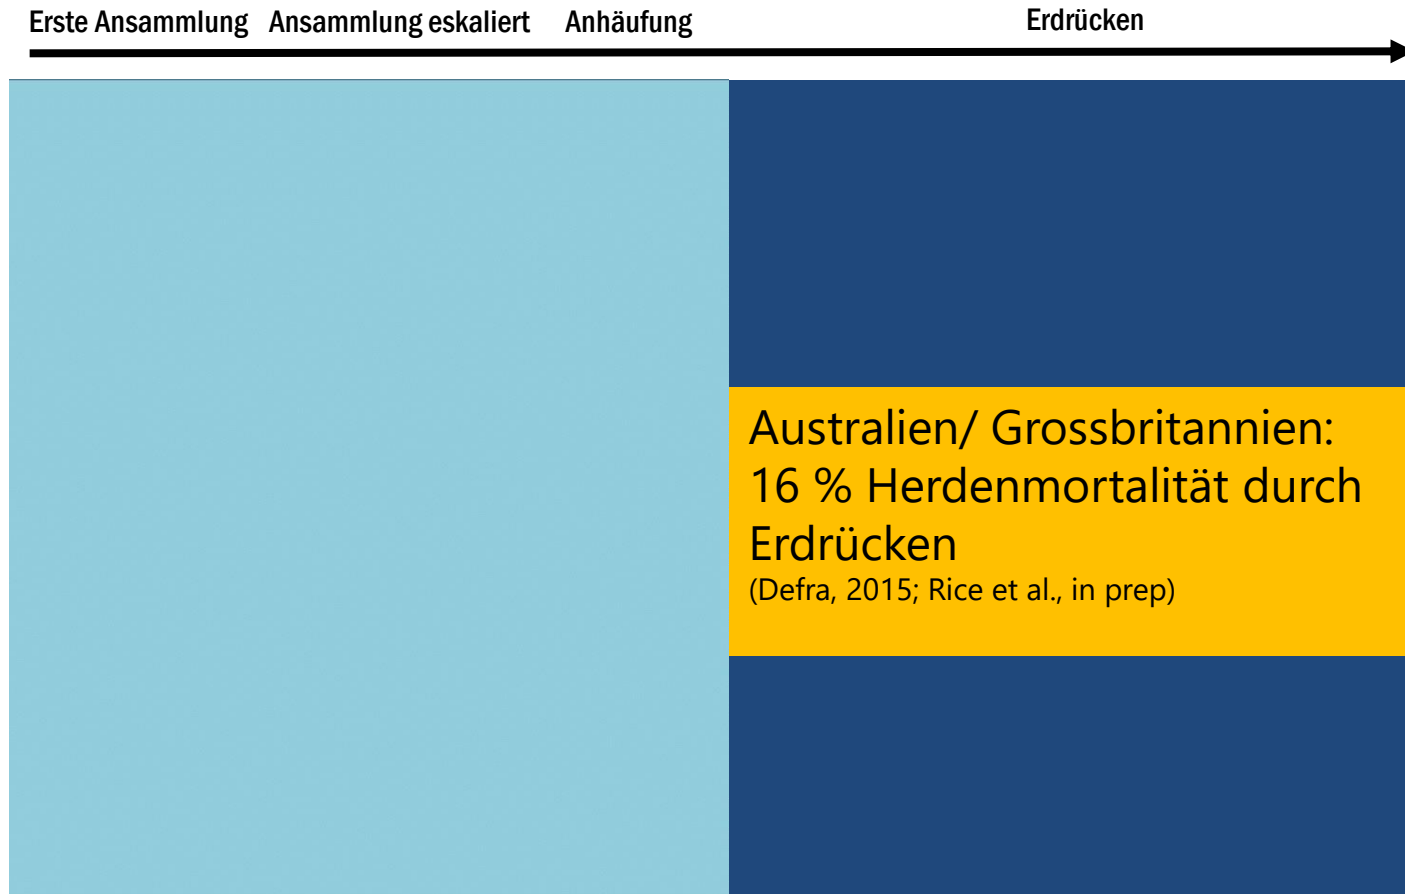 Erste Ansammlung Ansammlung eskaliert Anhäufung Erdrücken
Australien/ Grossbritannien:
16 % Herdenmortalität durch
Erdrücken
(Defra, 2015; Rice et al., in prep)